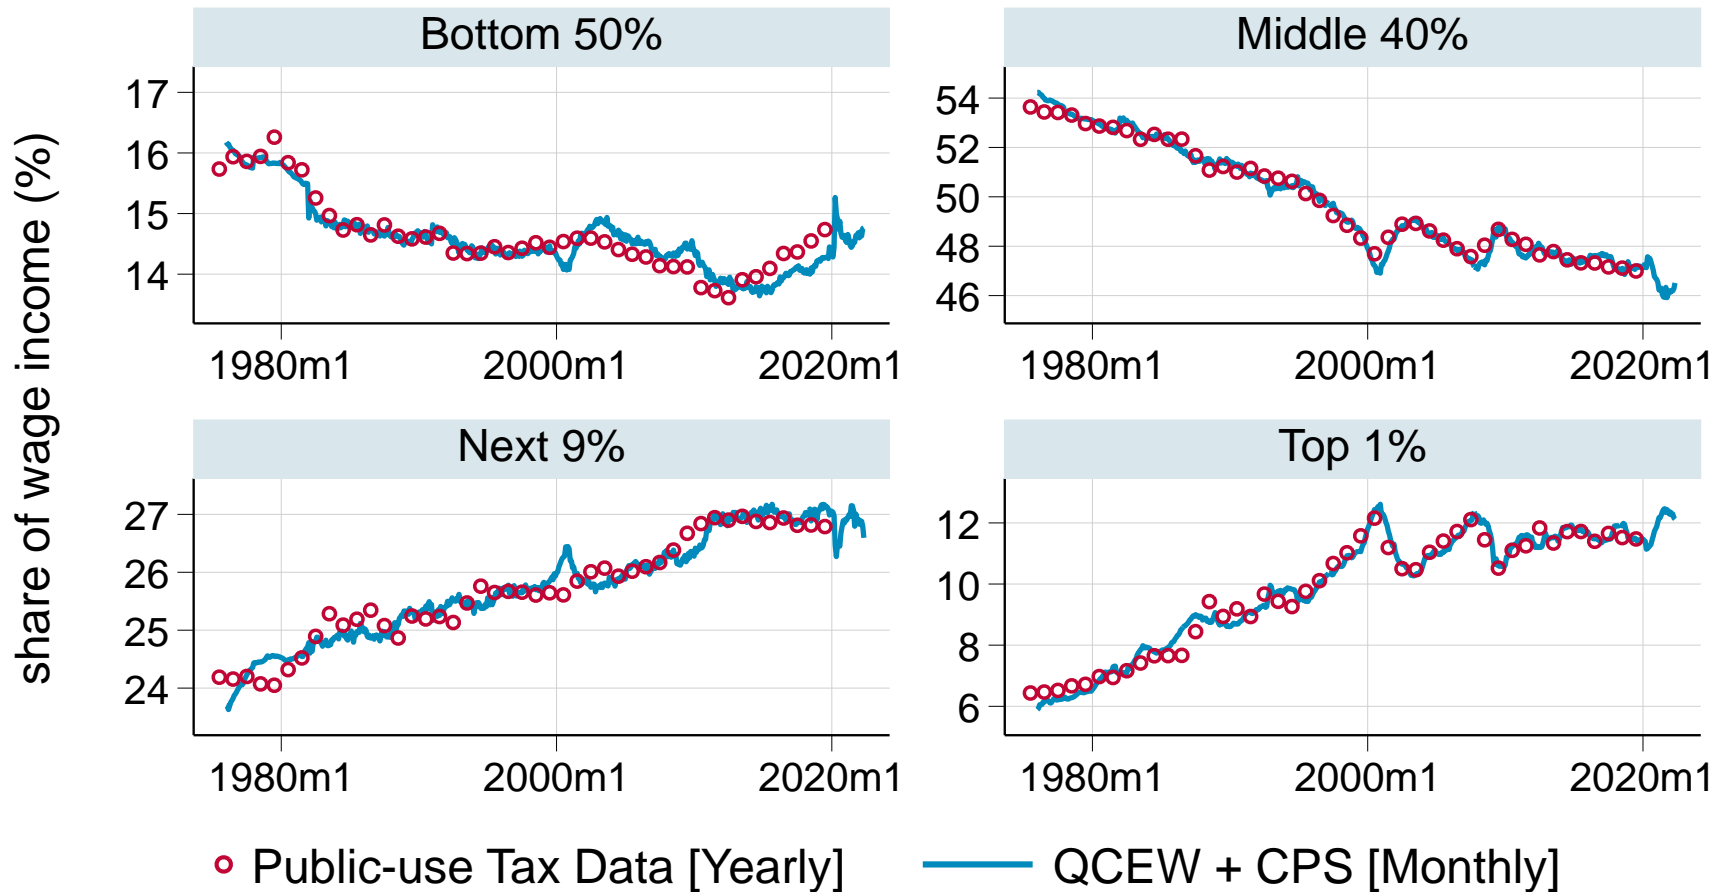 share of wage income (%)
Bottom 50%
17
16
15
14
1980m1 2000m1 2020m1
Middle 40%
54
52
50
48
46
1980m1 2000m1 2020m1
Next 9%
27
26
25
24
1980m1 2000m1 2020m1
Top 1%
12
10
8
6
1980m1 2000m1 2020m1
Public-use Tax Data [Yearly] QCEW + CPS [Monthly]